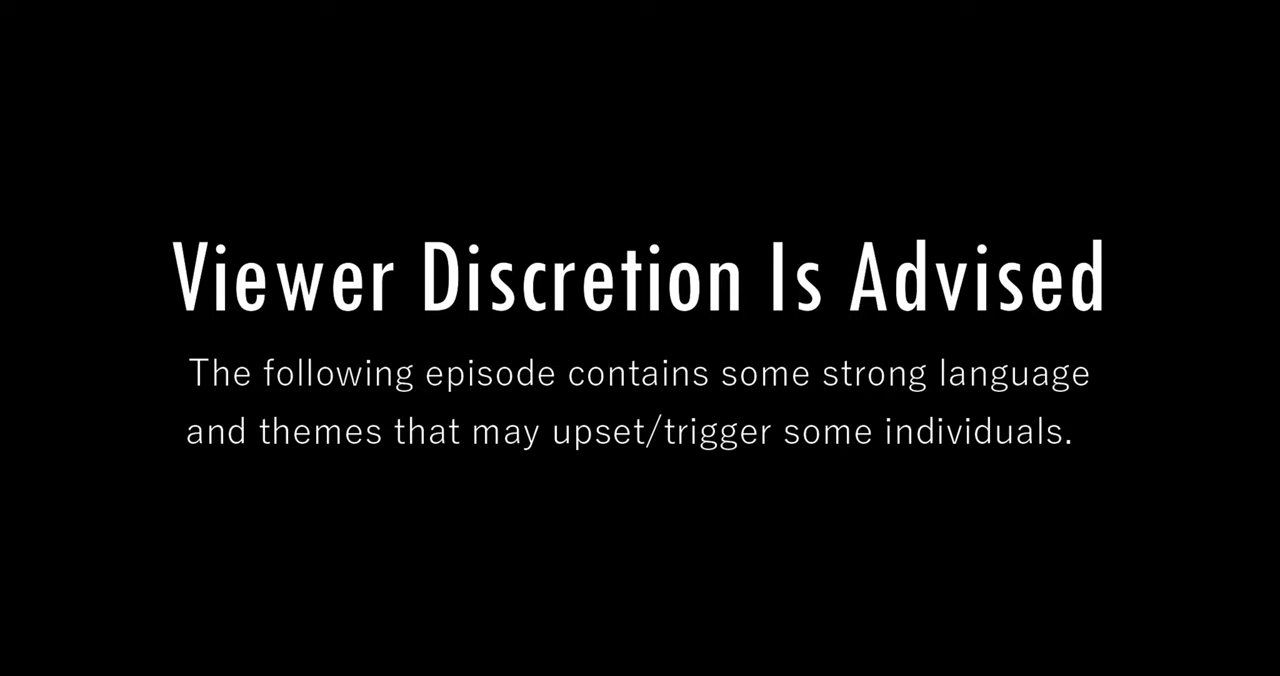 Viewer Discretion Is Advised
The following episode contains some strong language
and themes that may upset/trigger some individuals.